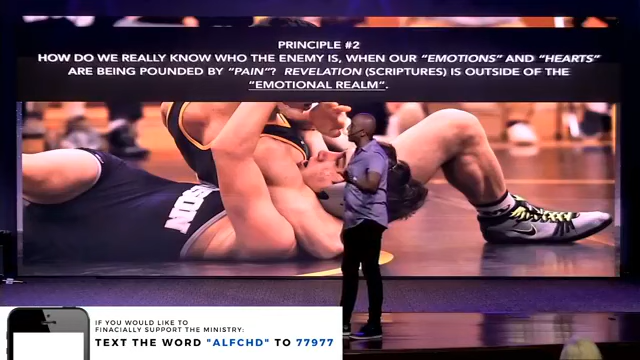 PRINCIPLE #2
HOW DO WE REALLY KNOW WHO THE ENEMY IS, WHEN OUR "EMOTIONS" AND "HEARTS"
ARE BEING POUNDED BY "PAIN"? REVELATION (SCRIPTURES) IS OUTSIDE OF THE
"EMOTIONAL REALM".
SON
IF YOU WOULD LIKE TO
FINACIALLY SUPPORT THE MINISTRY:
TEXT THE WORD "ALFCHD" TO 77977